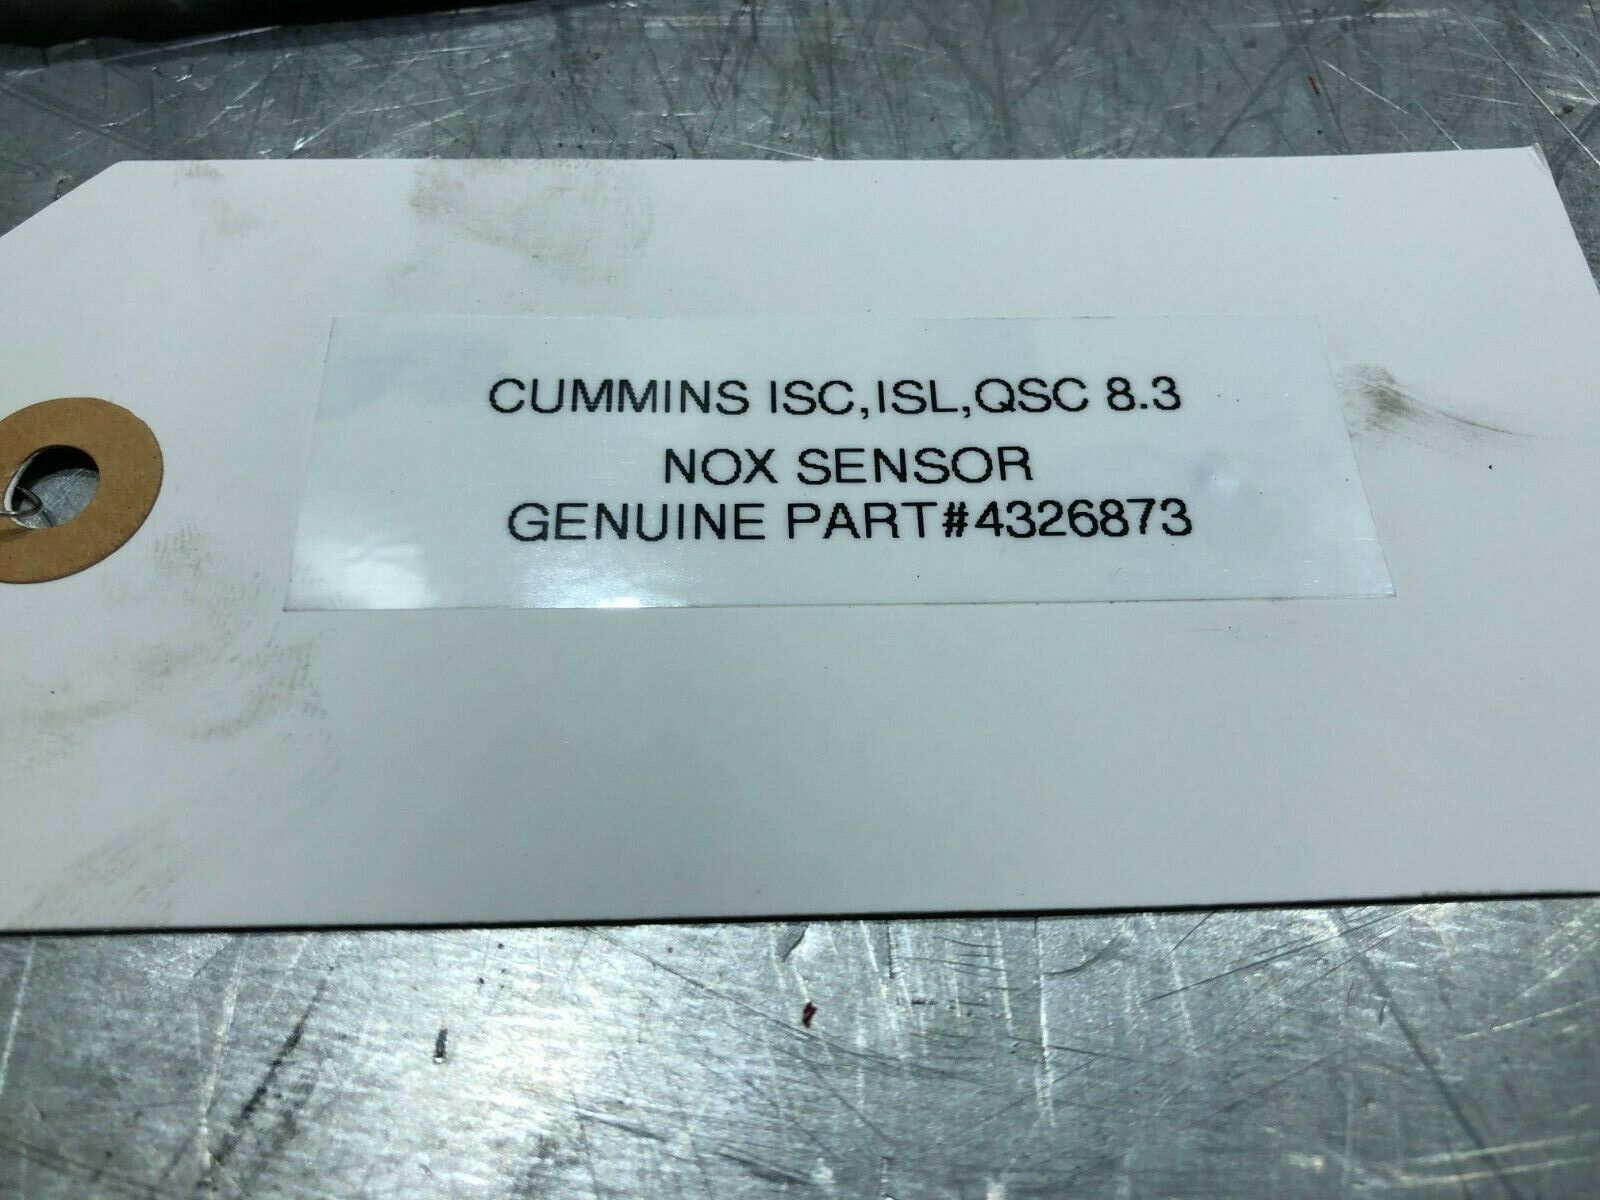 CUMMINS ISC,ISL,QSC 8.3
NOX SENSOR
GENUINE PART#4326873